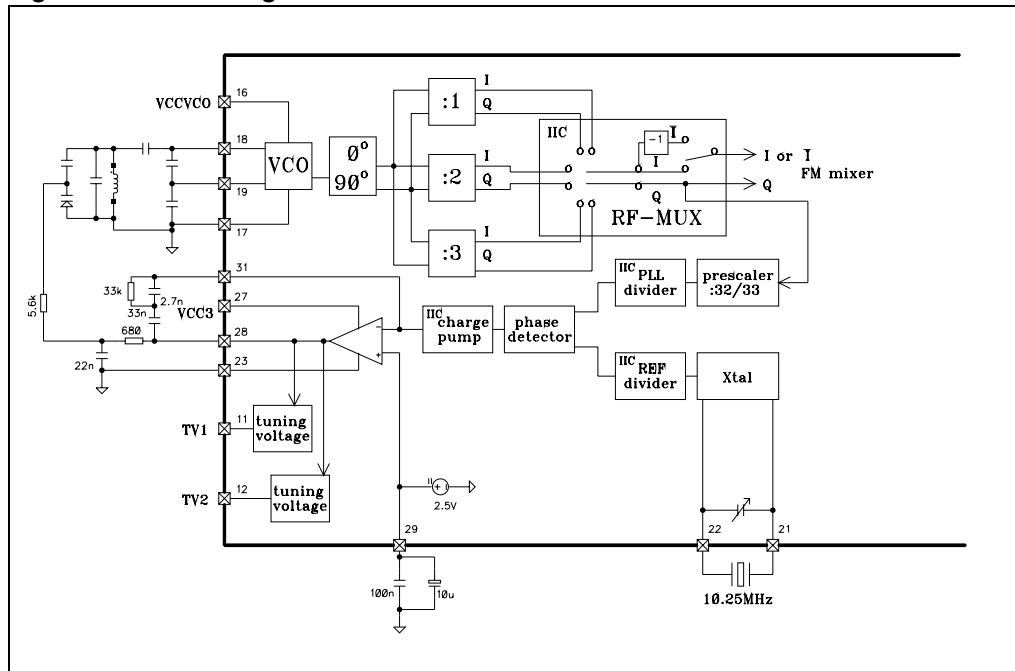 VCCVCO
16
18
19
17
VCO
0°
90°
:1
I
Q
:2
I
Q
:3
I
Q
IIC
-1
I
I
Q
RF-MUX
I or Ī
FM mixer
Q
31
33k
2.7n
33n
VCC3
27
5.6k
680
28
22n
23
-
+
IIC
charge
pump
phase
detector
IIC
PLL
divider
prescaler
:32/33
IIC
REF
divider
Xtal
TV1
11
tuning
voltage
TV2
12
tuning
voltage
2.5V
29
22
21
100n
10u
10.25MHz